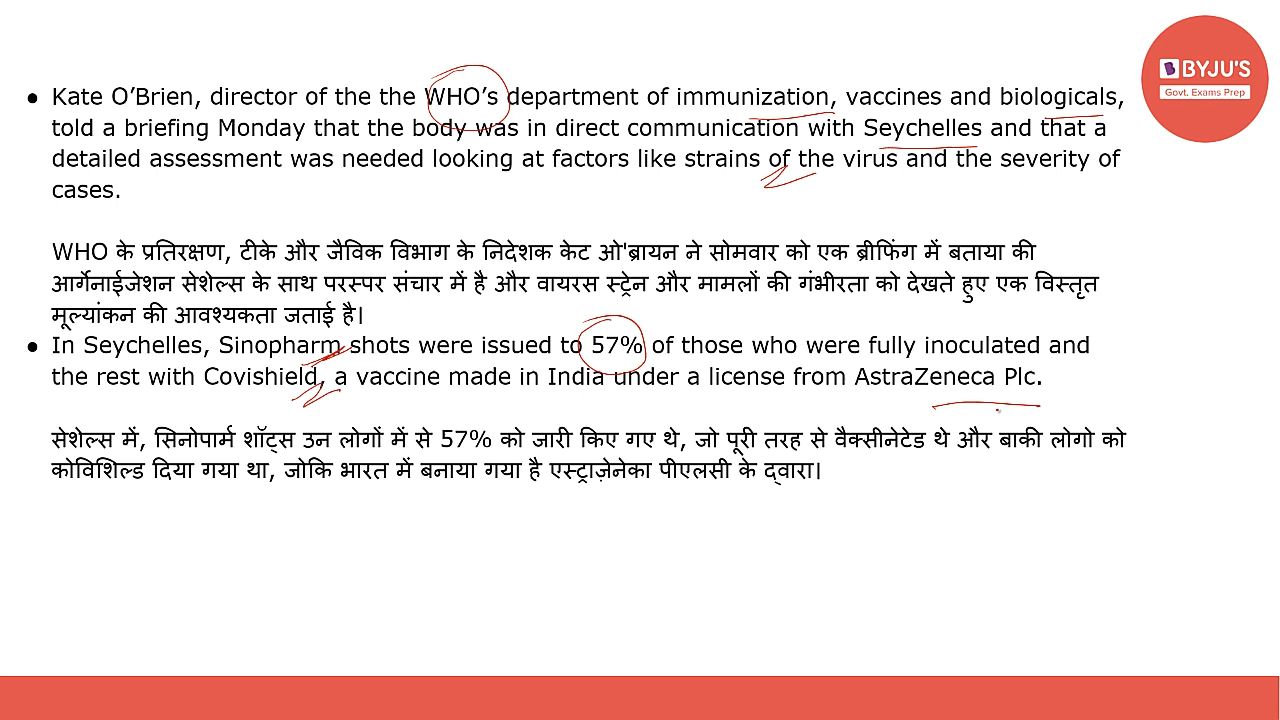 BYJU'S
Govt. Exams Prep
● Kate O’Brien, director of the the WHO’s department of immunization, vaccines and biologicals,
told a briefing Monday that the body was in direct communication with Seychelles and that a
detailed assessment was needed looking at factors like strains of the virus and the severity of
cases.
WHO के प्रतिरक्षण, टीके और जैविक विभाग के निदेशक केट ओ'ब्रायन ने सोमवार को एक ब्रीफिंग में बताया की
आर्गेनाईजेशन सेशेल्स के साथ परस्पर संचार में है और वायरस स्ट्रेन और मामलों की गंभीरता को देखते हुए एक विस्तृत
मूल्यांकन की आवश्यकता जताई है।
● In Seychelles, Sinopharm shots were issued to 57% of those who were fully inoculated and
the rest with Covishield, a vaccine made in India under a license from AstraZeneca Plc.
सेशेल्स में, सिनोपार्म शॉट्स उन लोगों में से 57% को जारी किए गए थे, जो पूरी तरह से वैक्सीनेटेड थे और बाकी लोगो को
कोविशिल्ड दिया गया था, जोकि भारत में बनाया गया है एस्ट्राज़ेनेका पीएलसी के द्वारा।